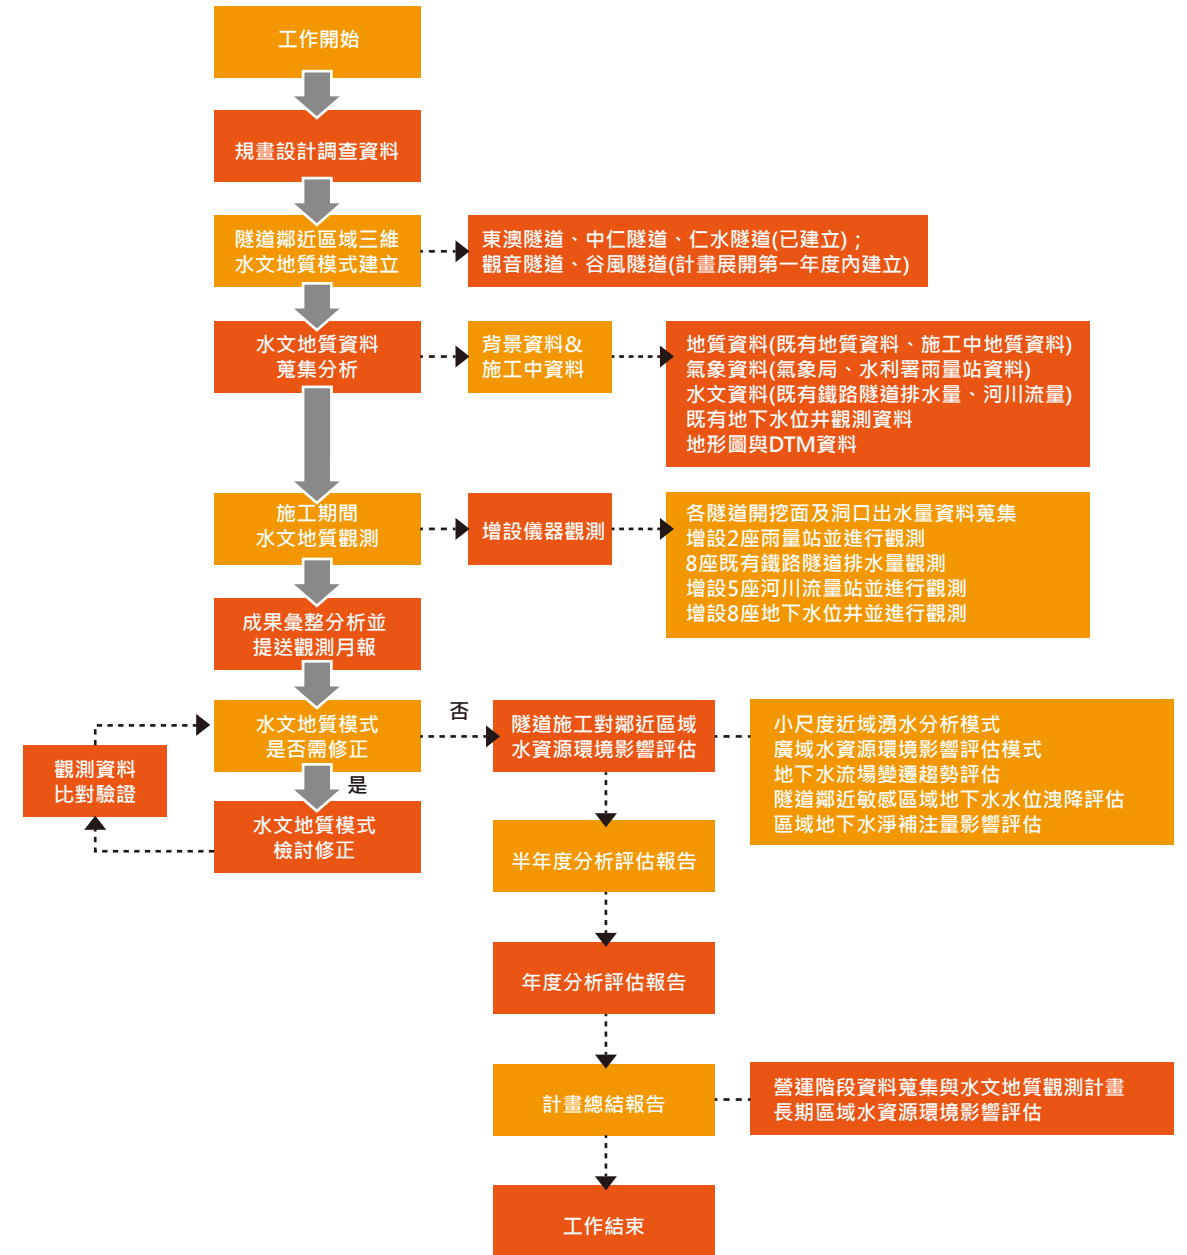 工作開始
規畫設計調查資料
隧道鄰近區域三維
水文地質模式建立
東澳隧道、中仁隧道、仁水隧道(已建立)；
觀音隧道、谷風隧道(計畫展開第一年度內建立)
水文地質資料
蒐集分析
背景資料&
施工中資料
地質資料(既有地質資料、施工中地質資料)
氣象資料(氣象局、水利署雨量站資料)
水文資料(既有鐵路隧道排水量、河川流量)
既有地下水位井觀測資料
地形圖與DTM資料
施工期間
水文地質觀測
增設儀器觀測
各隧道開挖面及洞口出水量資料蒐集
增設2座雨量站並進行觀測
8座既有鐵路隧道排水量觀測
增設5座河川流量站並進行觀測
增設8座地下水位井並進行觀測
成果彙整分析並
提送觀測月報
水文地質模式
是否需修正
否
是
觀測資料
比對驗證
水文地質模式
檢討修正
隧道施工對鄰近區域
水資源環境影響評估
小尺度近域湧水分析模式
廣域水資源環境影響評估模式
地下水流場變遷趨勢評估
隧道鄰近敏感區域地下水水位洩降評估
區域地下水淨補注量影響評估
半年度分析評估報告
年度分析評估報告
計畫總結報告
營運階段資料蒐集與水文地質觀測計畫
長期區域水資源環境影響評估
工作結束